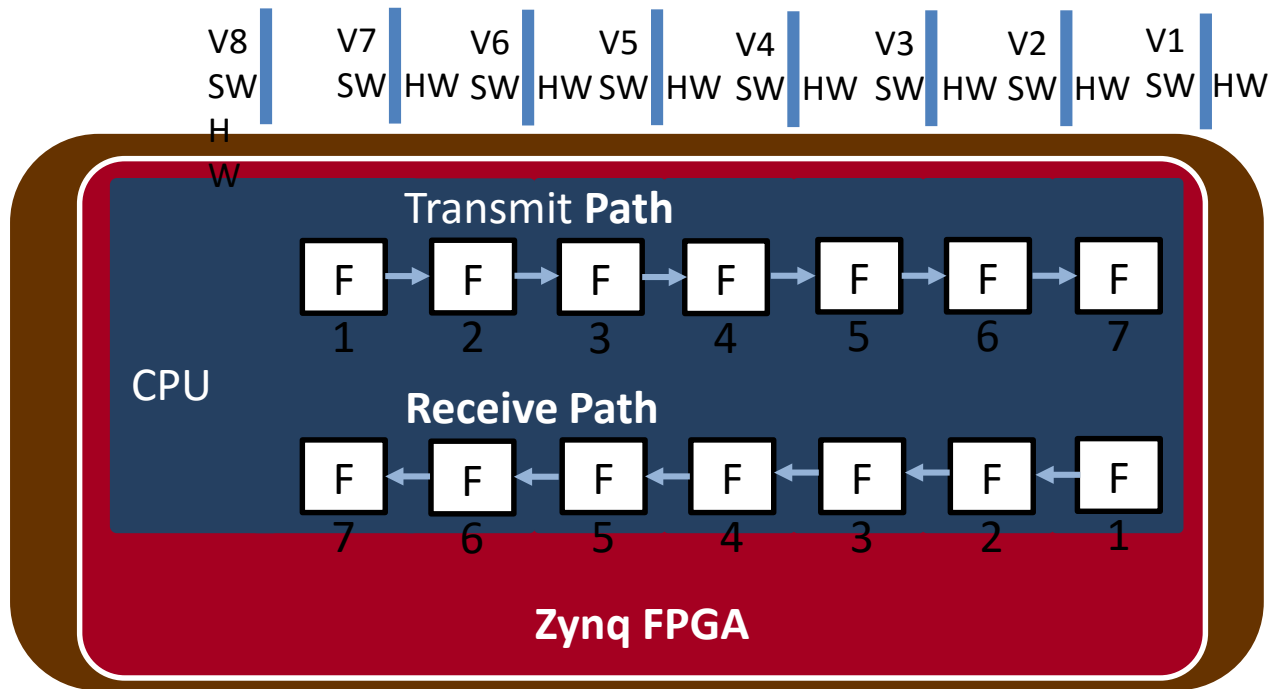 V8 V7 V6 V5 V4 V3 V2 V1
SW SW HW SW HW SW HW SW HW SW HW SW HW SW HW
H
W
Transmit Path
F F F F F F F
1 2 3 4 5 6 7
CPU
Receive Path
F F F F F F F
7 6 5 4 3 2 1
Zynq FPGA